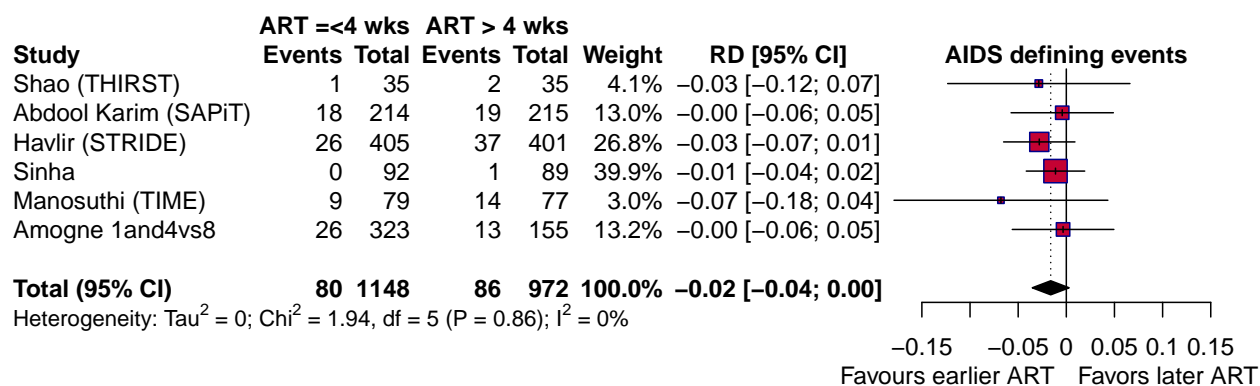 ART =<4 wks ART > 4 wks
Study Events Total Events Total Weight RD [95% CI] AIDS defining events
Shao (THIRST) 1 35 2 35 4.1% −0.03 [−0.12; 0.07]
Abdool Karim (SAPiT) 18 214 19 215 13.0% −0.00 [−0.06; 0.05]
Havlir (STRIDE) 26 405 37 401 26.8% −0.03 [−0.07; 0.01]
Sinha 0 92 1 89 39.9% −0.01 [−0.04; 0.02]
Manosuthi (TIME) 9 79 14 77 3.0% −0.07 [−0.18; 0.04]
Amogne 1and4vs8 26 323 13 155 13.2% −0.00 [−0.06; 0.05]
Total (95% CI) 80 1148 86 972 100.0% −0.02 [−0.04; 0.00]
Heterogeneity: Tau² = 0; Chi² = 1.94, df = 5 (P = 0.86); I² = 0%
−0.15 −0.05 0 0.05 0.1 0.15
Favours earlier ART Favors later ART